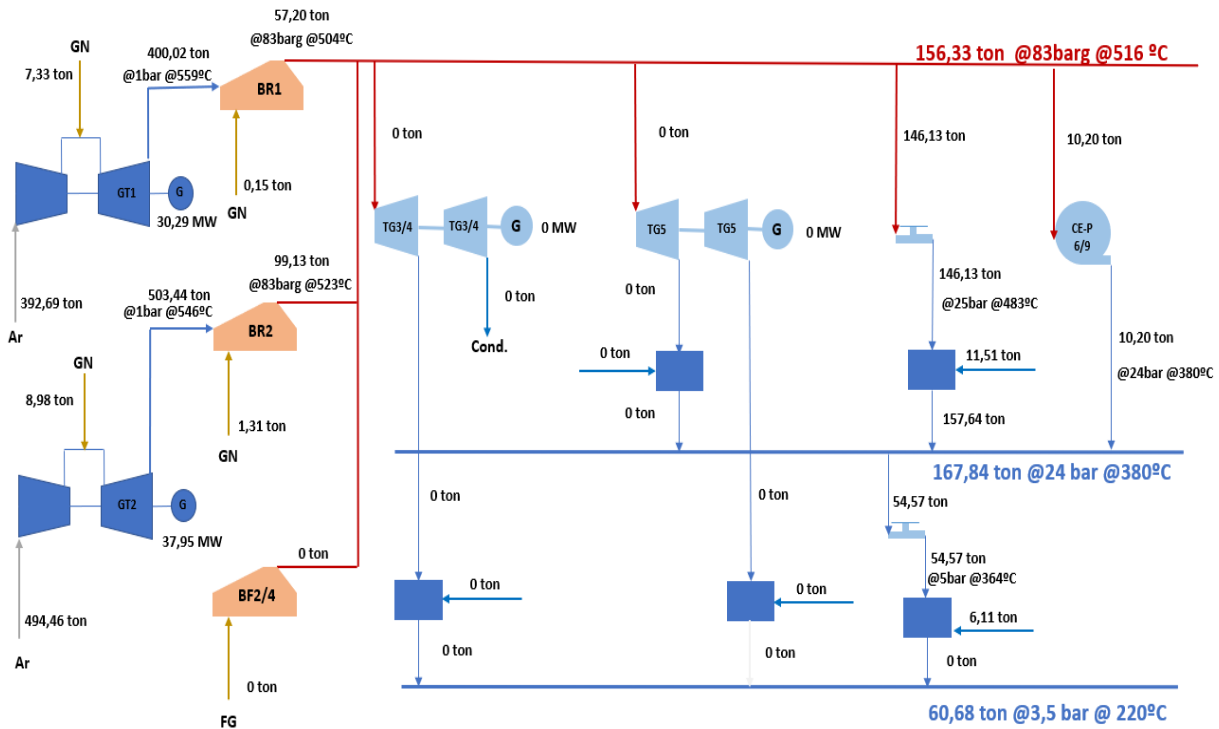 57,20 ton
@83barg @504ºC
GN
400,02 ton
@1bar @559ºC
156,33 ton @83barg @516 ºC
7,33 ton
BR1
0 ton
0 ton
146,13 ton
10,20 ton
GT1
G
0,15 ton
GN
30,29 MW
TG3/4
TG3/4
G
0 MW
TG5
TG5
G
0 MW
CE-P
6/9
99,13 ton
@83barg @523ºC
146,13 ton
@25bar @483ºC
392,69 ton
503,44 ton
@1bar @546ºC
0 ton
0 ton
Ar
BR2
Cond.
10,20 ton
@24bar @380ºC
GN
0 ton
11,51 ton
8,98 ton
1,31 ton
0 ton
157,64 ton
GN
167,84 ton @24 bar @380ºC
GT2
G
0 ton
0 ton
54,57 ton
37,95 MW
0 ton
54,57 ton
@5bar @364ºC
BF2/4
0 ton
0 ton
6,11 ton
494,46 ton
0 ton
0 ton
0 ton
Ar
0 ton
FG
60,68 ton @3,5 bar @ 220ºC